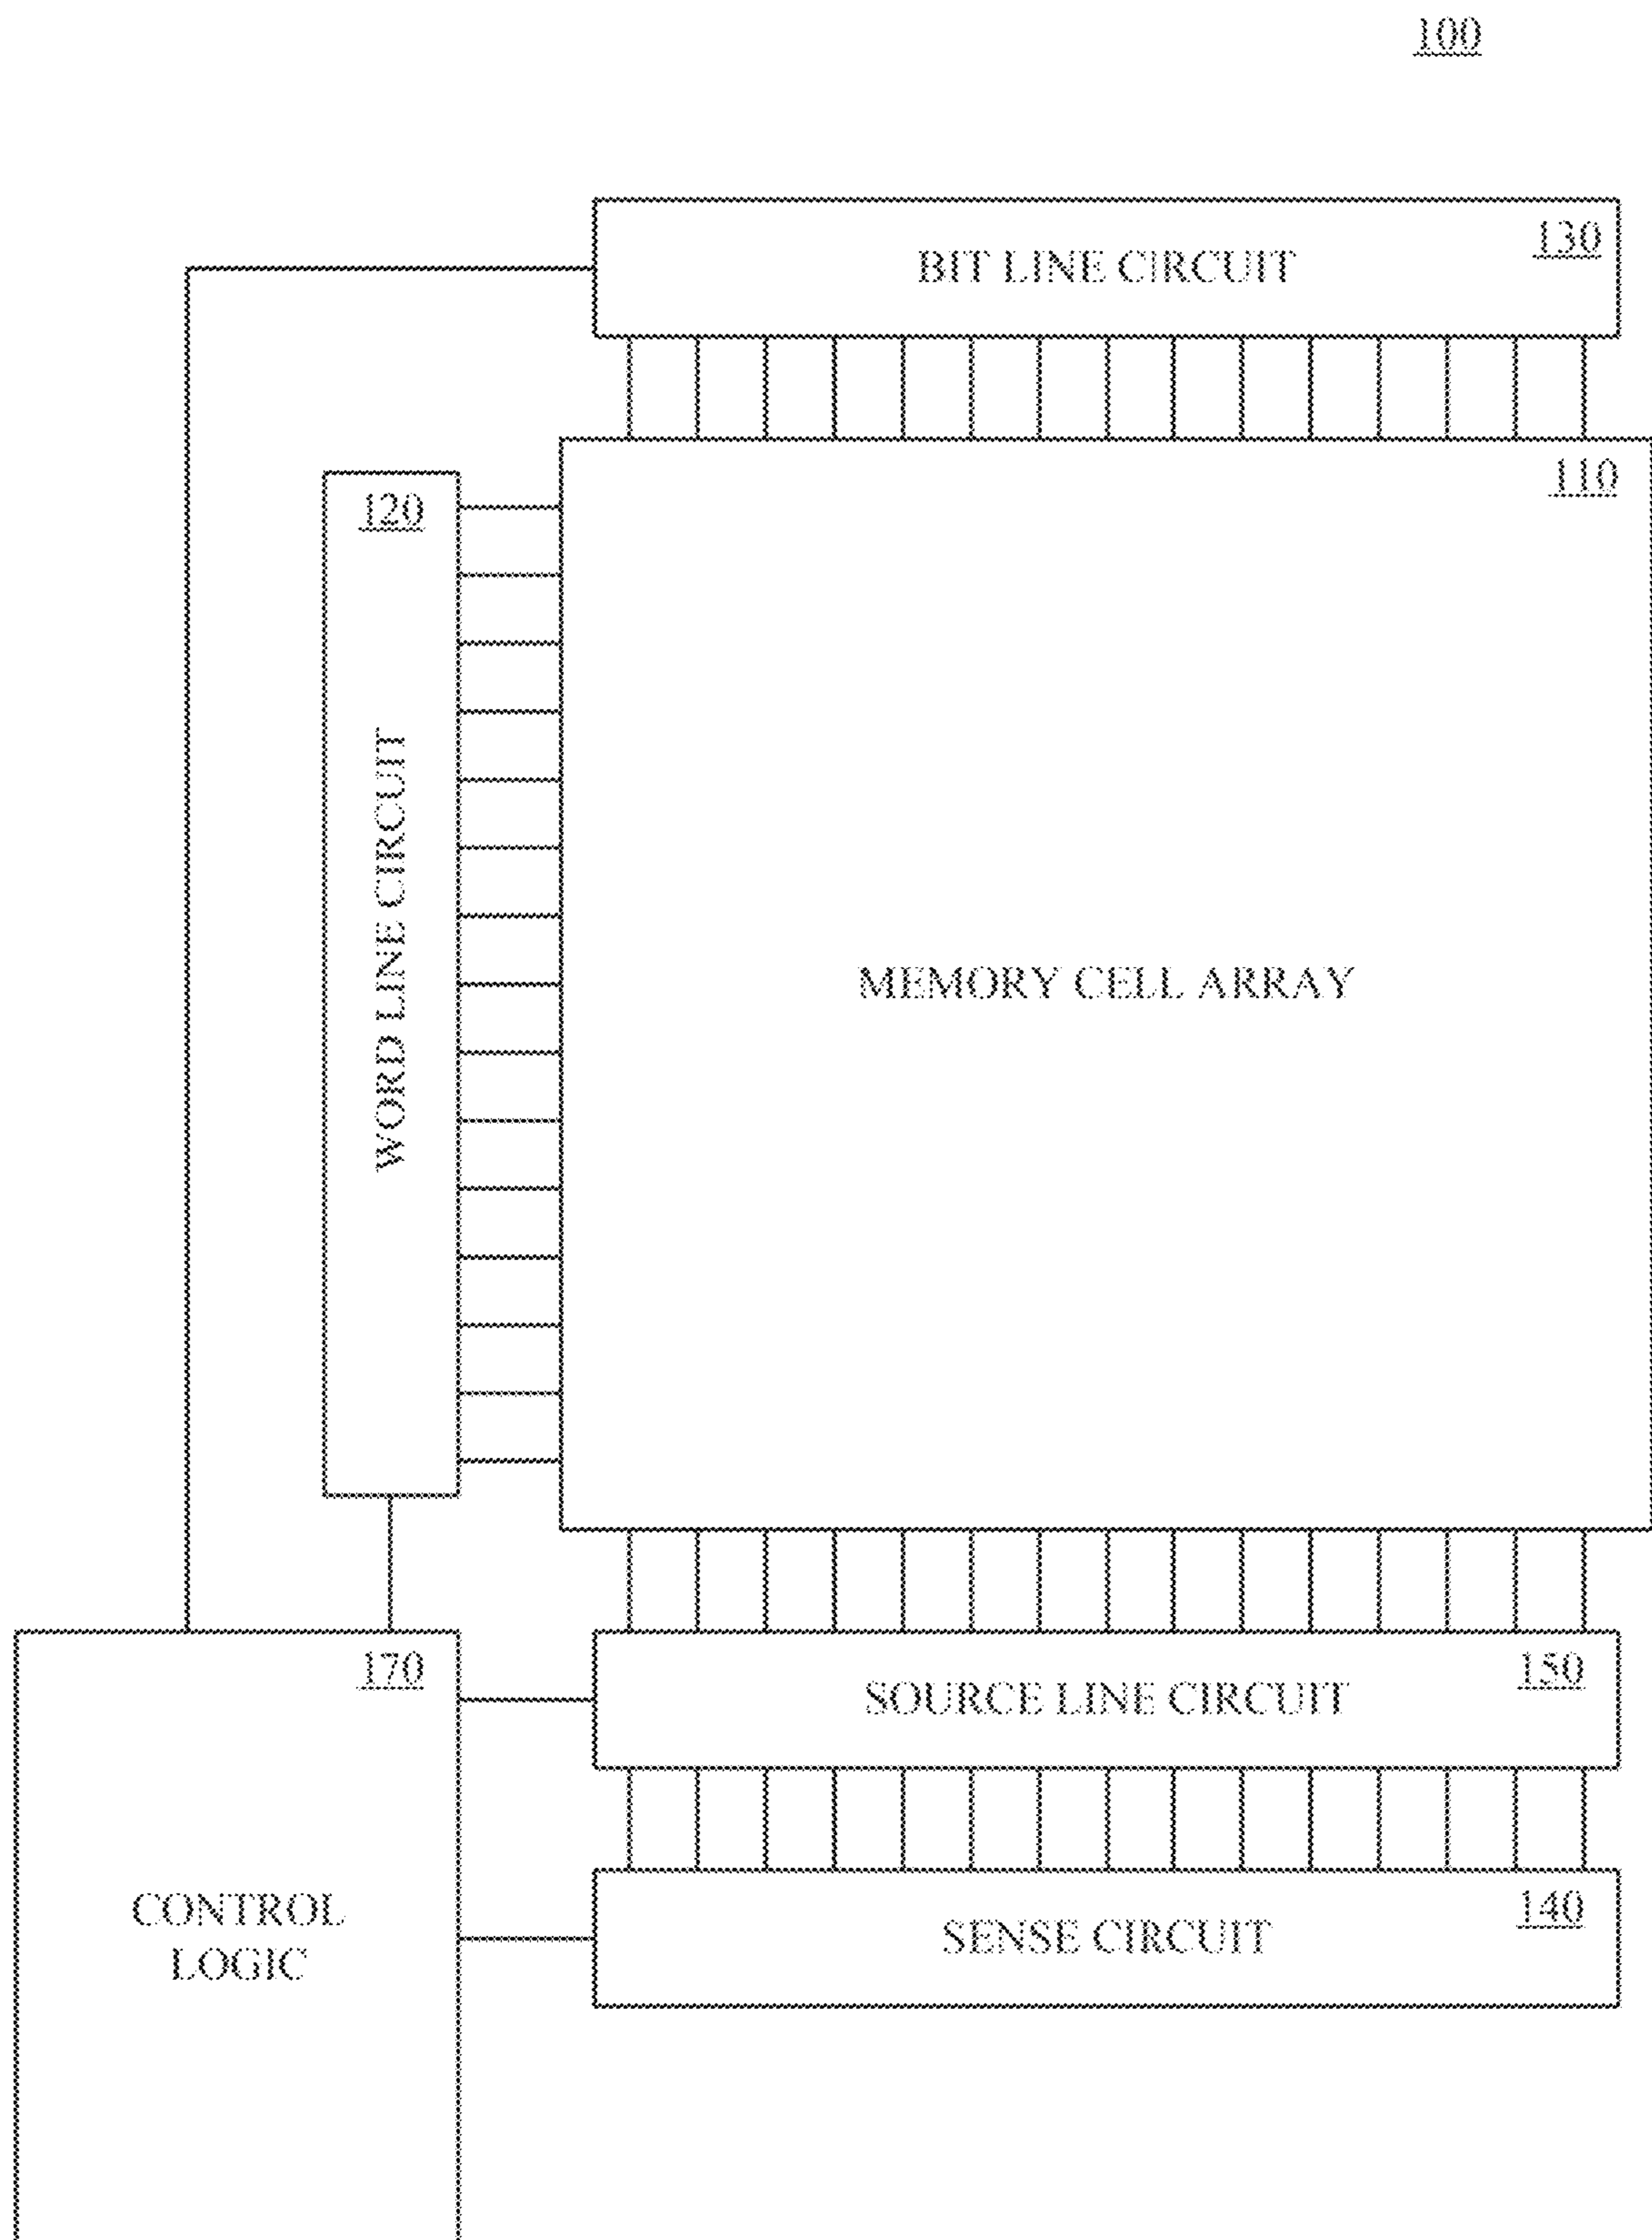 100
130
BIT LINE CIRCUIT
110
120
WORD LINE CIRCUIT
MEMORY CELL ARRAY
170
150
SOURCE LINE CIRCUIT
140
CONTROL
LOGIC
SENSE CIRCUIT